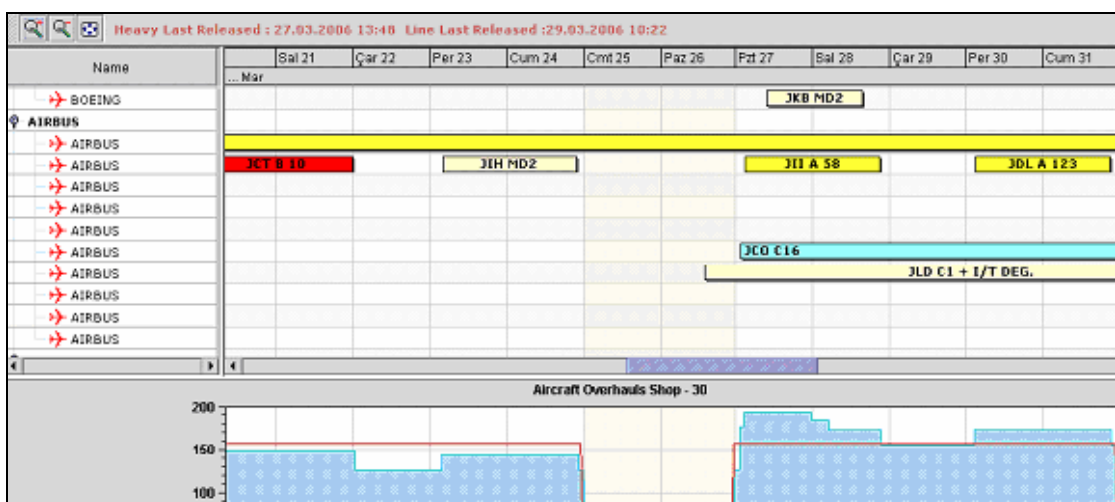 Heavy Last Released : 27.03.2006 13:48 Line Last Released :29.03.2006 10:22
Name
Sal 21 Çar 22 Per 23 Cum 24 Cmt 25 Paz 26 Pzt 27 Sal 28 Çar 29 Per 30 Cum 31
... Mar
BOEING JKB MD2
AIRBUS
AIRBUS
AIRBUS JCT B 10 JIH MD2 JII A 58 JDL A 123
AIRBUS
AIRBUS
AIRBUS
AIRBUS JCO C16
AIRBUS JLD C1 + I/T DEG.
AIRBUS
AIRBUS
AIRBUS
Aircraft Overhauls Shop - 30
200
150
100